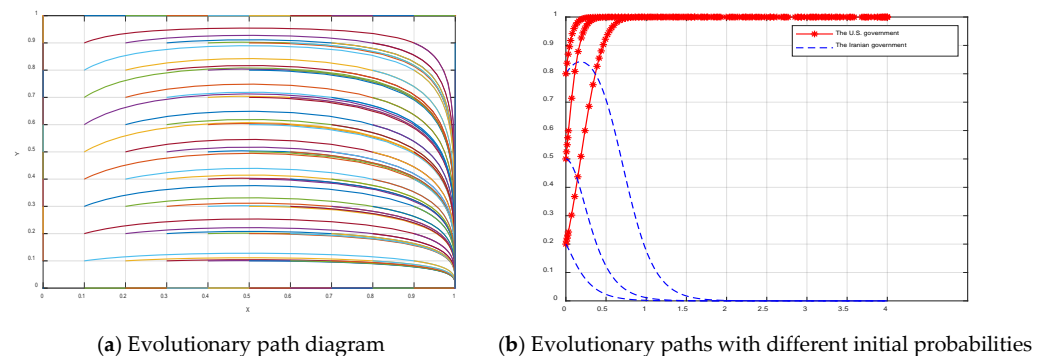 1
0.9
0.8
0.7
0.6
0.5
0.4
0.3
0.2
0.1
0
Y
0 0.1 0.2 0.3 0.4 0.5 0.6 0.7 0.8 0.9 1
X
(a) Evolutionary path diagram
1
0.9
0.8
0.7
0.6
0.5
0.4
0.3
0.2
0.1
0
0 0.5 1 1.5 2 2.5 3 3.5 4
The U.S. government
The Iranian government
(b) Evolutionary paths with different initial probabilities